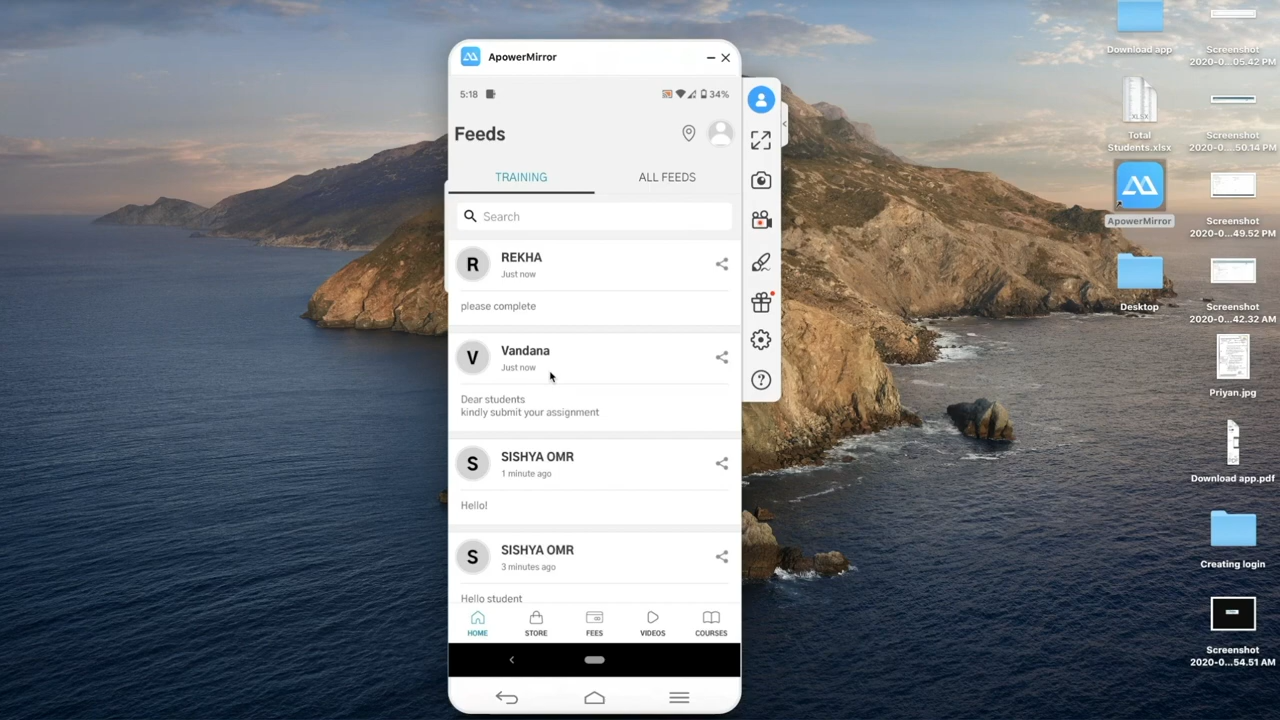 ApowerMirror
5:18
34%
Feeds
TRAINING
ALL FEEDS
Search
R
REKHA
Just now
please complete
V
Vandana
Just now
Dear students
kindly submit your assignment
S
SISHYA OMR
1 minute ago
Hello!
S
SISHYA OMR
3 minutes ago
Hello student
HOME
STORE
FEES
VIDEOS
COURSES
Download app
XLSX
Total
Students.xlsx
ApowerMirror
Desktop
Screenshot
2020-0...05.42 PM
Screenshot
2020-0...50.14 PM
Screenshot
2020-0...49.52 PM
Screenshot
2020-0...42.32 AM
Priyan.jpg
Download app.pdf
Creating login
Screenshot
2020-0...54.51 AM